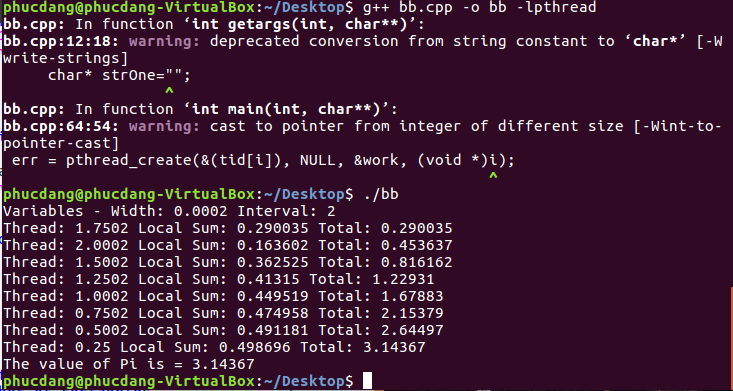 phucdang@phucdang-VirtualBox:~/Desktop$ g++ bb.cpp -o bb -lpthread
bb.cpp: In function ‘int getargs(int, char**)’:
bb.cpp:12:18: warning: deprecated conversion from string constant to ‘char*’ [-W
write-strings]
     char* strOne="";
                  ^
bb.cpp: In function ‘int main(int, char**)’:
bb.cpp:64:54: warning: cast to pointer from integer of different size [-Wint-to-
pointer-cast]
 err = pthread_create(&(tid[i]), NULL, &work, (void *)i);
                                                      ^
phucdang@phucdang-VirtualBox:~/Desktop$ ./bb
Variables - Width: 0.0002 Interval: 2
Thread: 1.7502 Local Sum: 0.290035 Total: 0.290035
Thread: 2.0002 Local Sum: 0.163602 Total: 0.453637
Thread: 1.5002 Local Sum: 0.362525 Total: 0.816162
Thread: 1.2502 Local Sum: 0.41315 Total: 1.22931
Thread: 1.0002 Local Sum: 0.449519 Total: 1.67883
Thread: 0.7502 Local Sum: 0.474958 Total: 2.15379
Thread: 0.5002 Local Sum: 0.491181 Total: 2.64497
Thread: 0.25 Local Sum: 0.498696 Total: 3.14367
The value of Pi is = 3.14367
phucdang@phucdang-VirtualBox:~/Desktop$